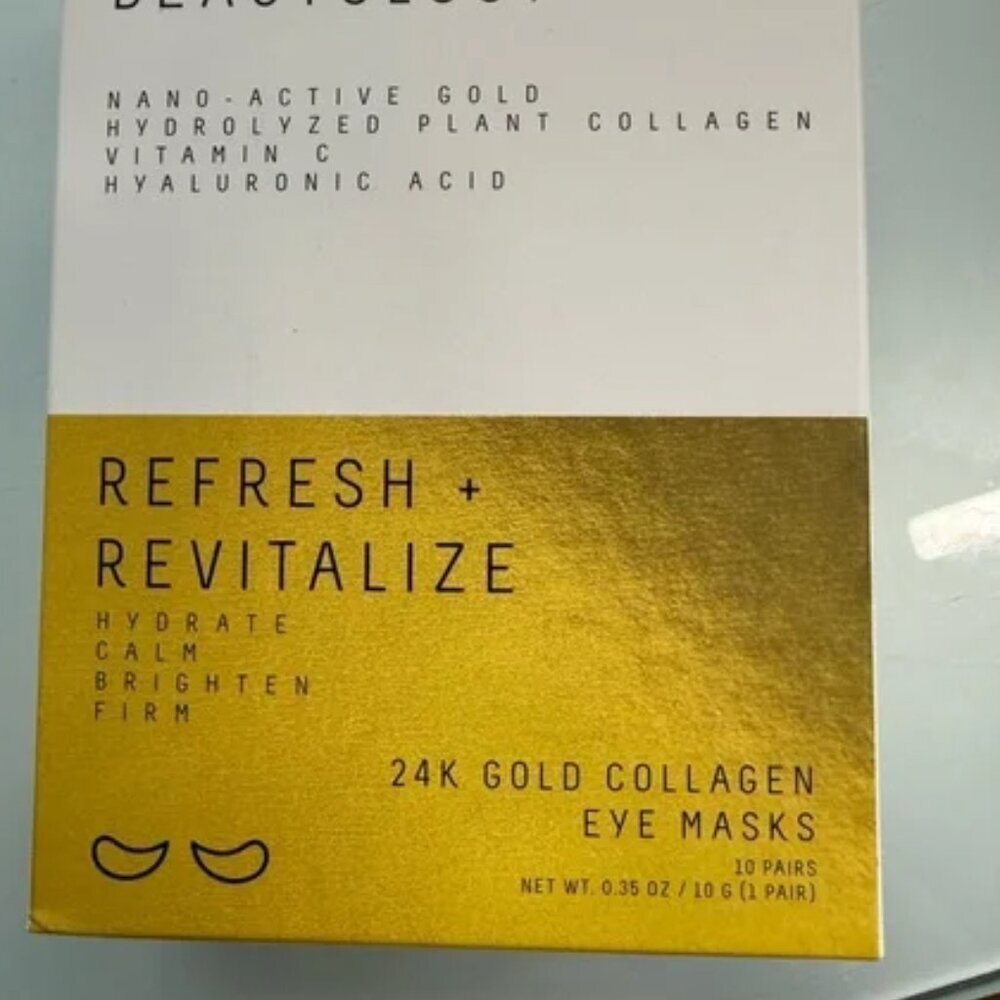 BEAUTOLOGY
NANO-ACTIVE GOLD
HYDROLYZED PLANT COLLAGEN
VITAMIN C
HYALURONIC ACID
REFRESH +
REVITALIZE
HYDRATE
CALM
BRIGHTEN
FIRM
24K GOLD COLLAGEN
EYE MASKS
10 PAIRS
NET WT. 0.35 OZ / 10 G (1 PAIR)